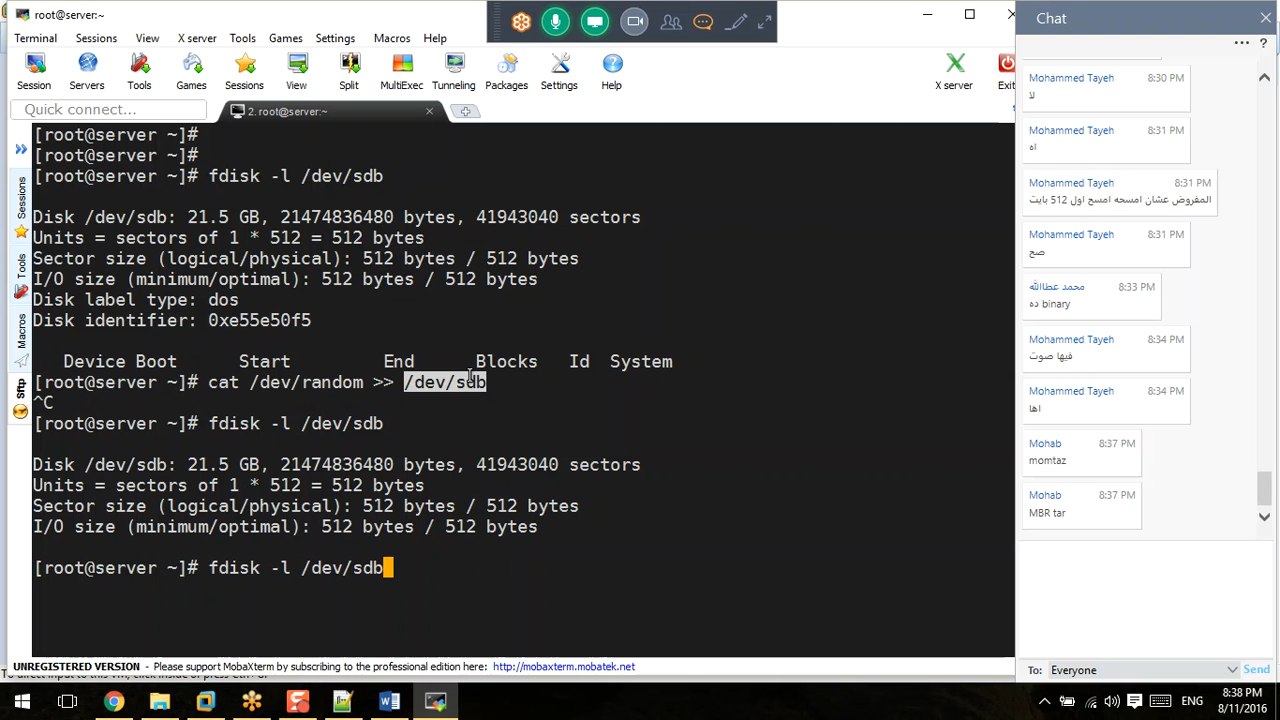 root@server:~
Terminal Sessions View X server Tools Games Settings Macros Help
Session Servers Tools Games Sessions View Split MultiExec Tunneling Packages Settings Help X server Exit
Quick connect...
2. root@server:~
[root@server ~]#
[root@server ~]#
[root@server ~]# fdisk -l /dev/sdb
Disk /dev/sdb: 21.5 GB, 21474836480 bytes, 41943040 sectors
Units = sectors of 1 * 512 = 512 bytes
Sector size (logical/physical): 512 bytes / 512 bytes
I/O size (minimum/optimal): 512 bytes / 512 bytes
Disk label type: dos
Disk identifier: 0xe55e50f5
Device Boot Start End Blocks Id System
[root@server ~]# cat /dev/random >> /dev/sdb
^C
[root@server ~]# fdisk -l /dev/sdb
Disk /dev/sdb: 21.5 GB, 21474836480 bytes, 41943040 sectors
Units = sectors of 1 * 512 = 512 bytes
Sector size (logical/physical): 512 bytes / 512 bytes
I/O size (minimum/optimal): 512 bytes / 512 bytes
[root@server ~]# fdisk -l /dev/sdb
Sessions
Tools
Macros
Sftp
UNREGISTERED VERSION - Please support MobaXterm by subscribing to the professional edition here: http://mobaxterm.mobatek.net
Chat
Mohammed Tayeh 8:30 PM
لا
Mohammed Tayeh 8:31 PM
اه
Mohammed Tayeh 8:31 PM
المفروض عشان امسحه امسح اول 512 بايت
Mohammed Tayeh 8:31 PM
صح
محمد عطاالله 8:33 PM
ده binary
Mohammed Tayeh 8:34 PM
فيها صوت
Mohammed Tayeh 8:34 PM
اها
Mohab 8:37 PM
momtaz
Mohab 8:37 PM
MBR tar
To: Everyone Send
ENG
8:38 PM
8/11/2016